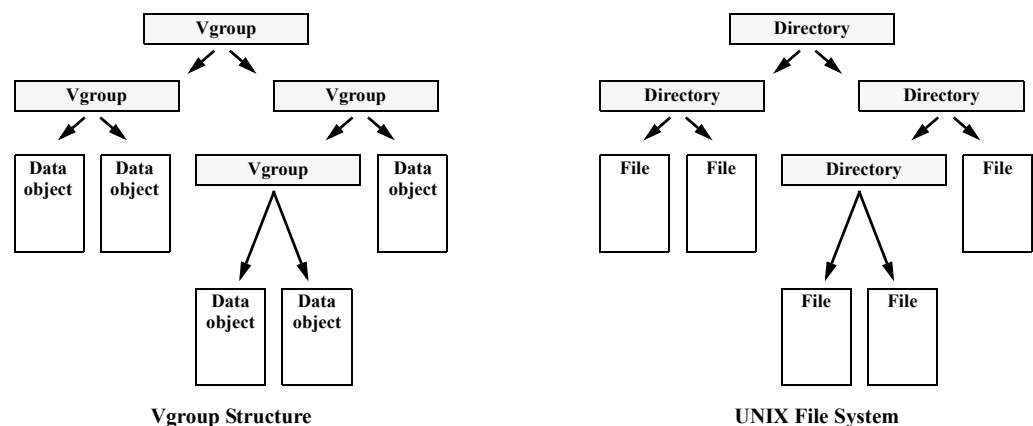 Vgroup
Vgroup
Vgroup
Data
object
Data
object
Vgroup
Data
object
Data
object
Data
object
Vgroup Structure
Directory
Directory
Directory
File
File
Directory
File
File
File
UNIX File System